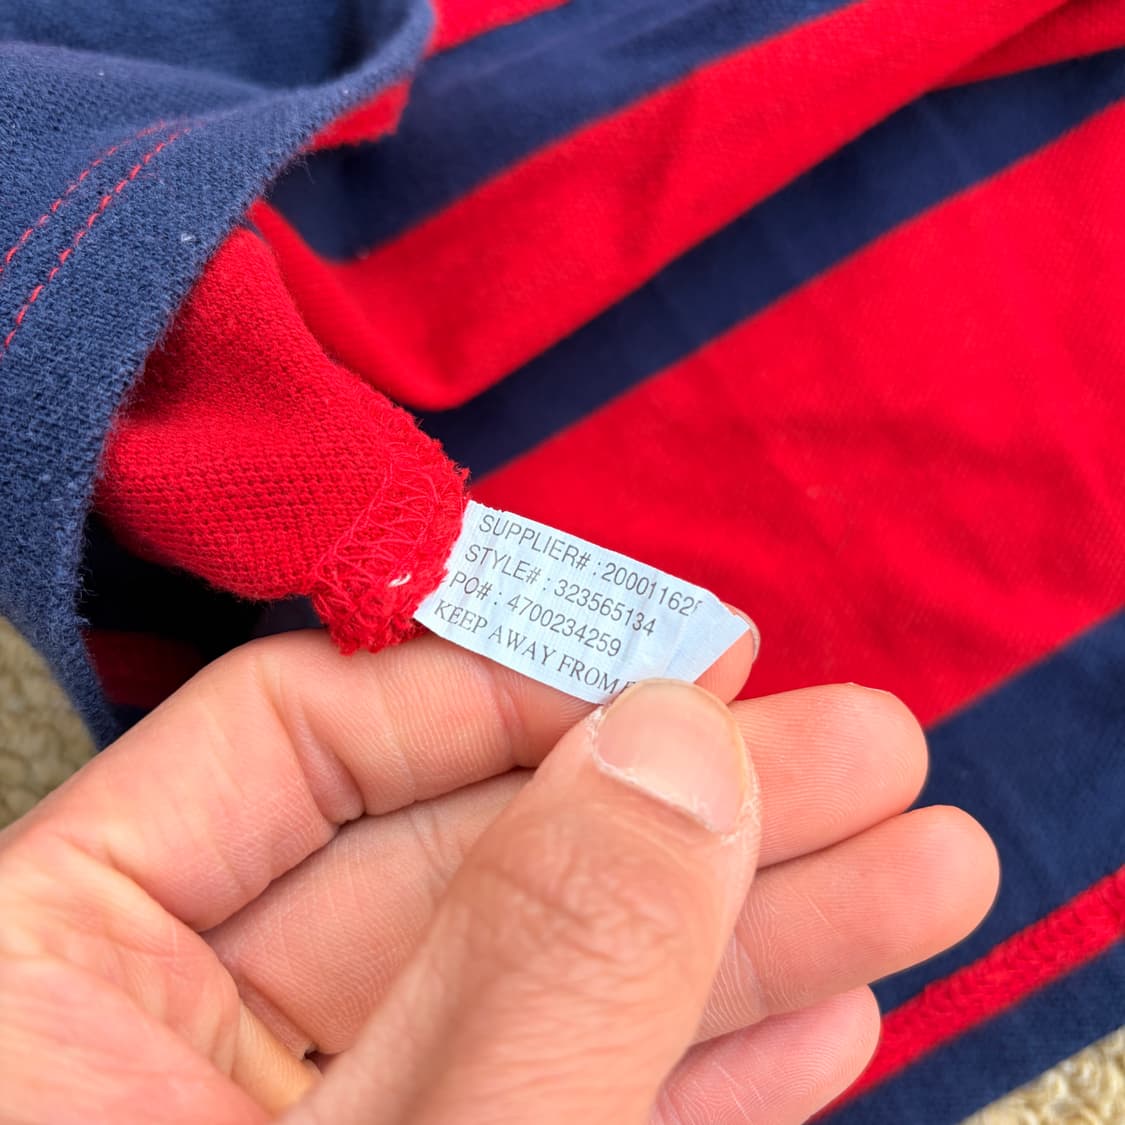 SUPPLIER# : 20001162
STYLE# : 323565134
PO# : 4700234259
KEEP AWAY FROM